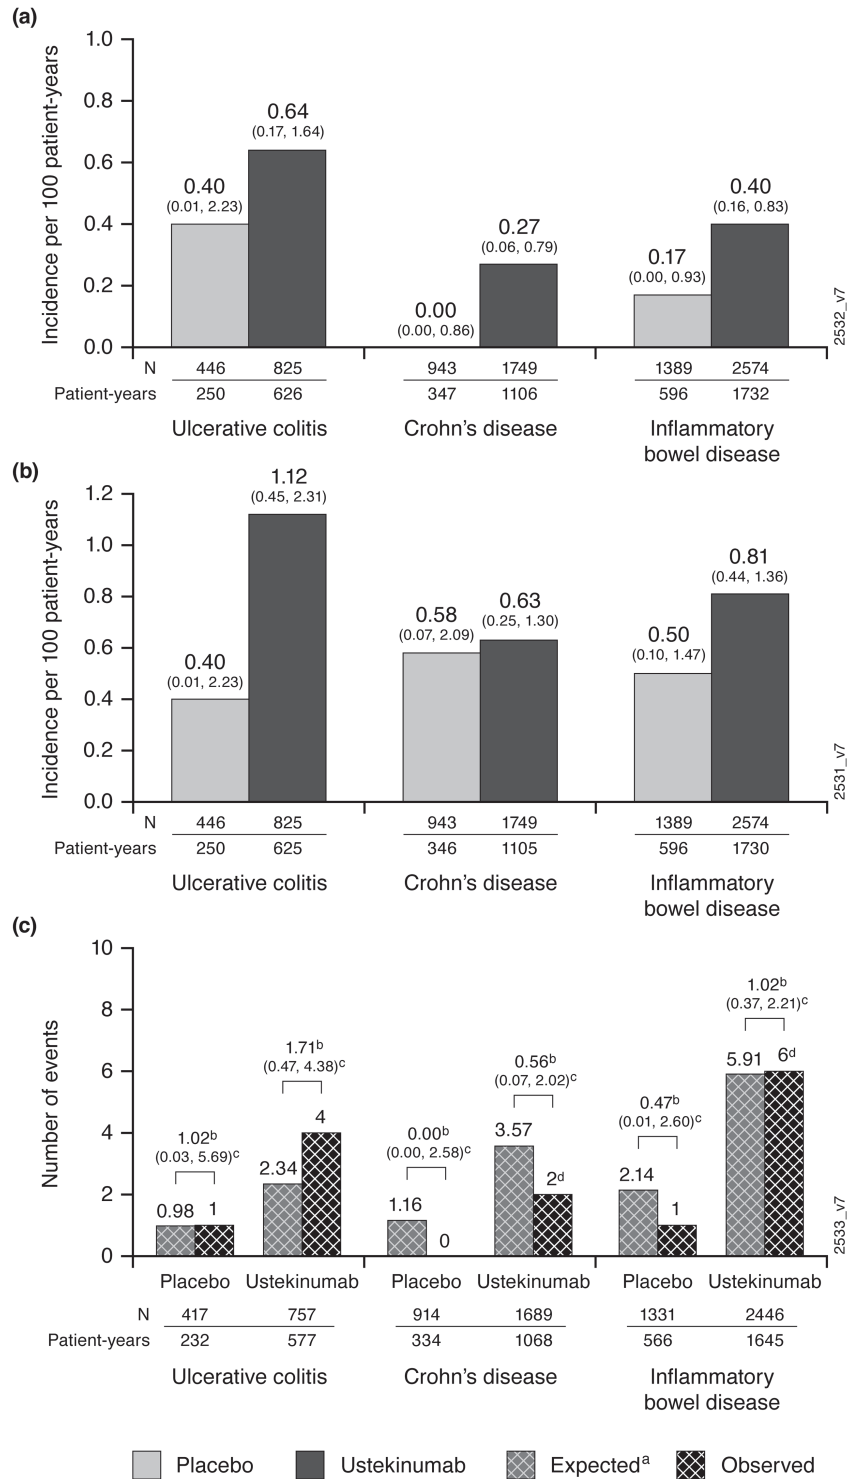 (a)
Incidence per 100 patient-years
1.0
0.8
0.6
0.4
0.2
0.0
0.40
(0.01, 2.23)
0.64
(0.17, 1.64)
0.00
(0.00, 0.86)
0.27
(0.06, 0.79)
0.17
(0.00, 0.93)
0.40
(0.16, 0.83)
2532_v7
N 446 825 943 1749 1389 2574
Patient-years 250 626 347 1106 596 1732
Ulcerative colitis Crohn's disease Inflammatory
bowel disease
(b)
Incidence per 100 patient-years
1.2
1.0
0.8
0.6
0.4
0.2
0.0
0.40
(0.01, 2.23)
1.12
(0.45, 2.31)
0.58
(0.07, 2.09)
0.63
(0.25, 1.30)
0.50
(0.10, 1.47)
0.81
(0.44, 1.36)
2531_v7
N 446 825 943 1749 1389 2574
Patient-years 250 625 346 1105 596 1730
Ulcerative colitis Crohn's disease Inflammatory
bowel disease
(c)
Number of events
10
8
6
4
2
0
1.02b
(0.03, 5.69)c
0.98 1
1.71b
(0.47, 4.38)c
2.34 4
0.00b
(0.00, 2.58)c
1.16 0
0.56b
(0.07, 2.02)c
3.57 2d
0.47b
(0.01, 2.60)c
2.14 1
1.02b
(0.37, 2.21)c
5.91 6d
2533_v7
Placebo Ustekinumab Placebo Ustekinumab Placebo Ustekinumab
N 417 757 914 1689 1331 2446
Patient-years 232 577 334 1068 566 1645
Ulcerative colitis Crohn's disease Inflammatory
bowel disease
Placebo Ustekinumab Expecteda Observed